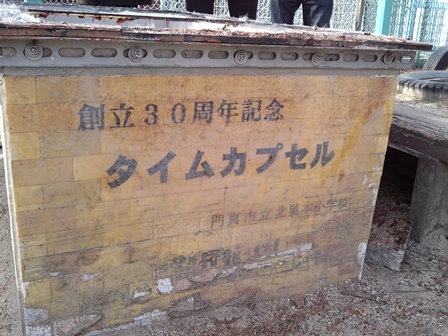 創立３０周年記念
タイムカプセル
門真市立北巣本小学校